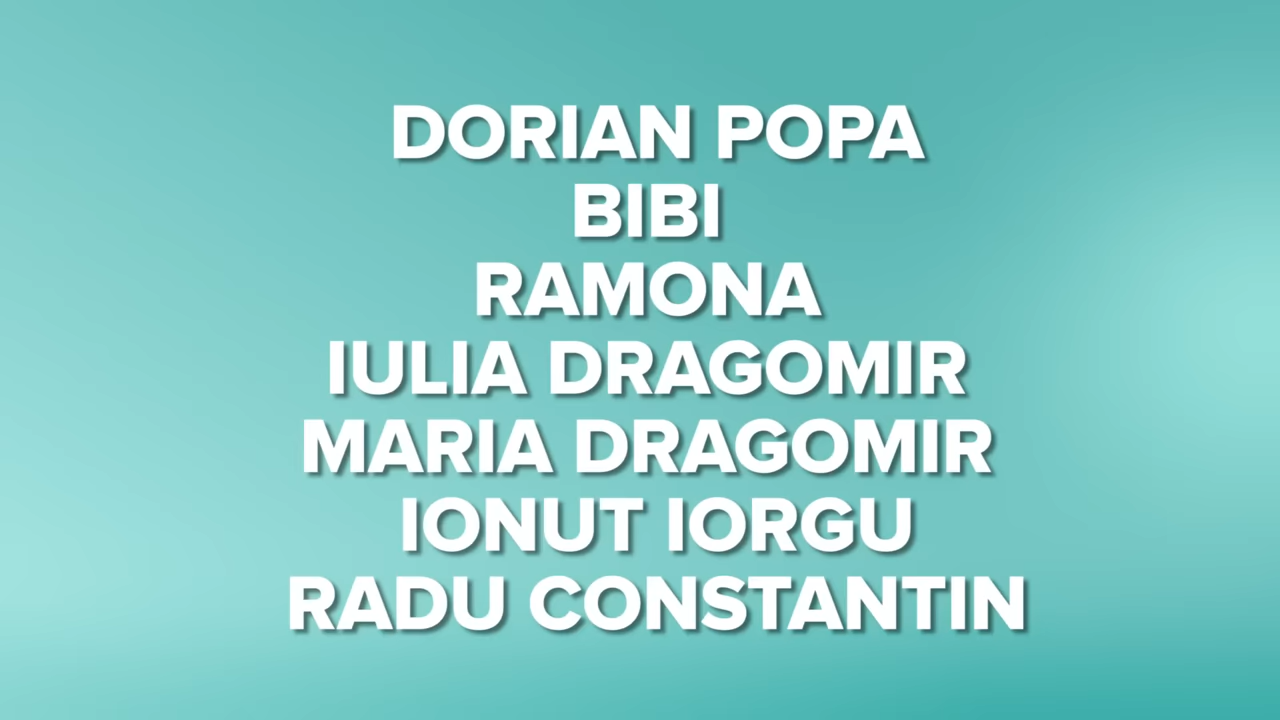 DORIAN POPA
BIBI
RAMONA
IULIA DRAGOMIR
MARIA DRAGOMIR
IONUT IORGU
RADU CONSTANTIN